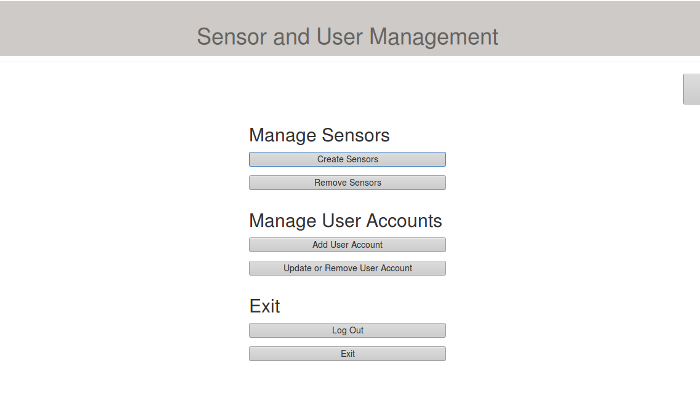 Sensor and User Management
Manage Sensors
Create Sensors
Remove Sensors
Manage User Accounts
Add User Account
Update or Remove User Account
Exit
Log Out
Exit